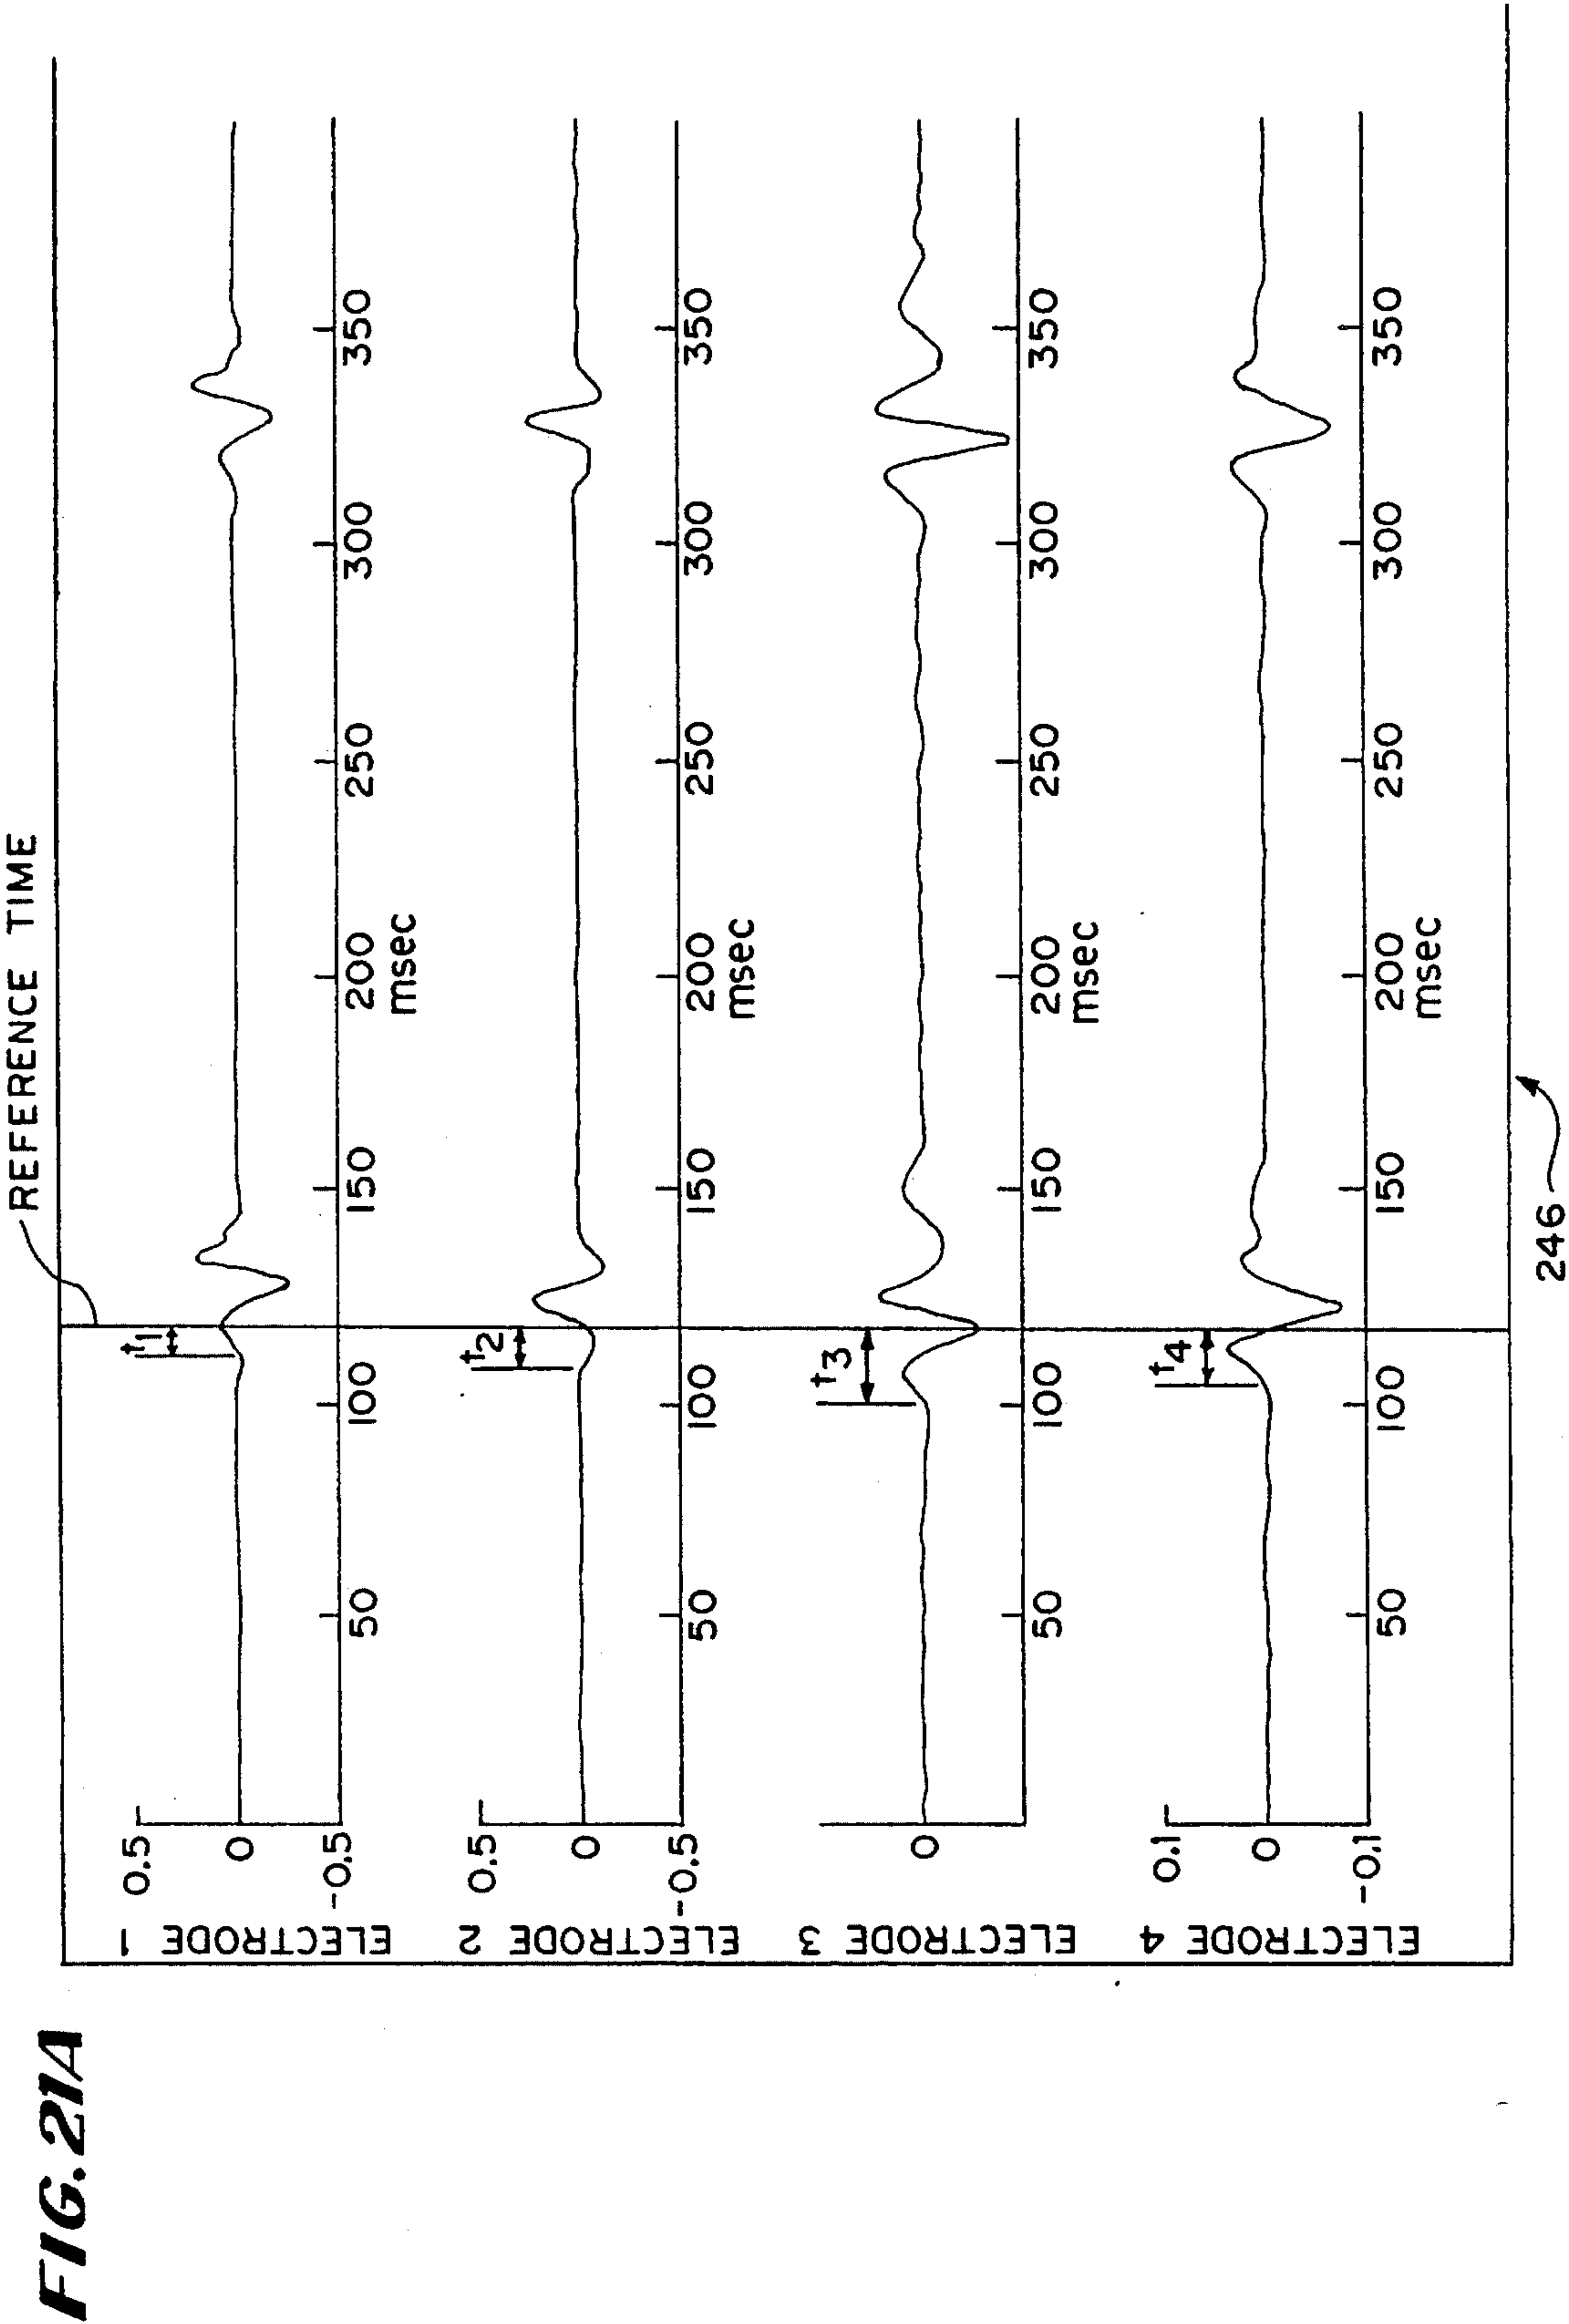 FIG. 21A
REFERENCE TIME
ELECTRODE 1
0.5
0
-0.5
t1
50 100 150 200 250 300 350
msec
ELECTRODE 2
0.5
0
-0.5
t2
50 100 150 200 250 300 350
msec
ELECTRODE 3
0
t3
50 100 150 200 250 300 350
msec
ELECTRODE 4
0.1
0
-0.1
t4
50 100 150 200 250 300 350
msec
246